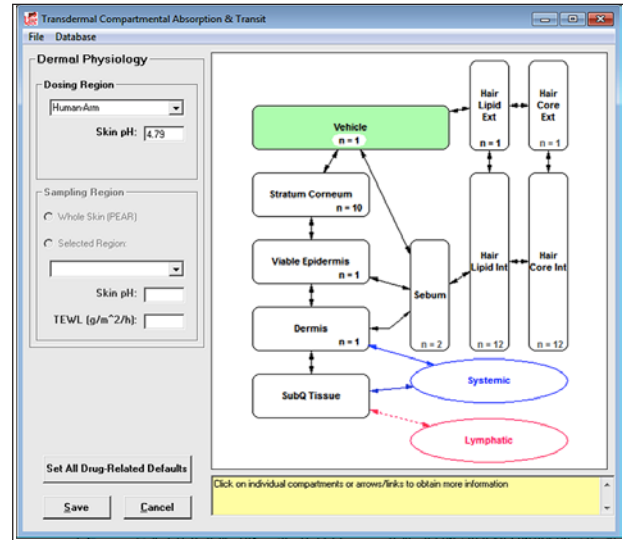 Transdermal Compartmental Absorption & Transit
File Database
Dermal Physiology
Dosing Region
Human-Arm
Skin pH: 4.79
Sampling Region
Whole Skin (PEAR)
Selected Region:
Skin pH:
TEWL [g/m^2/h]:
Set All Drug-Related Defaults
Save Cancel
Vehicle
n = 1
Hair
Lipid
Ext
n = 1
Hair
Core
Ext
n = 1
Stratum Corneum
n = 10
Viable Epidermis
n = 1
Dermis
n = 1
SubQ Tissue
Sebum
n = 2
Hair
Lipid Int
n = 12
Hair
Core Int
n = 12
Systemic
Lymphatic
Click on individual compartments or arrows/links to obtain more information